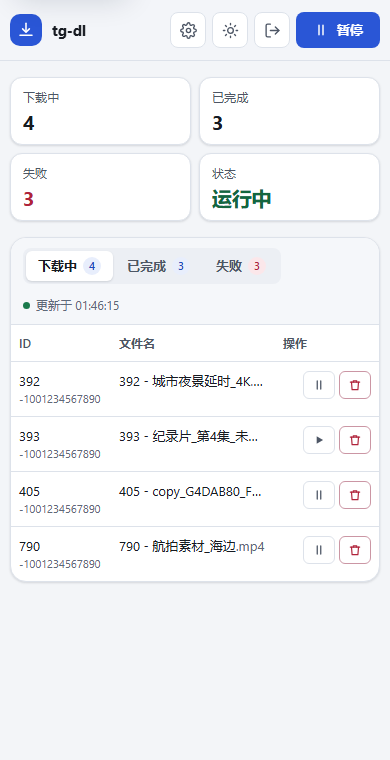 tg-dl
暂停
下载中
4
已完成
3
失败
3
状态
运行中
下载中 4 已完成 3 失败 3
更新于 01:46:15
ID 文件名 操作
392 392 - 城市夜景延时_4K....
-1001234567890
393 393 - 纪录片_第4集_未...
-1001234567890
405 405 - copy_G4DAB80_F...
-1001234567890
790 790 - 航拍素材_海边.mp4
-1001234567890